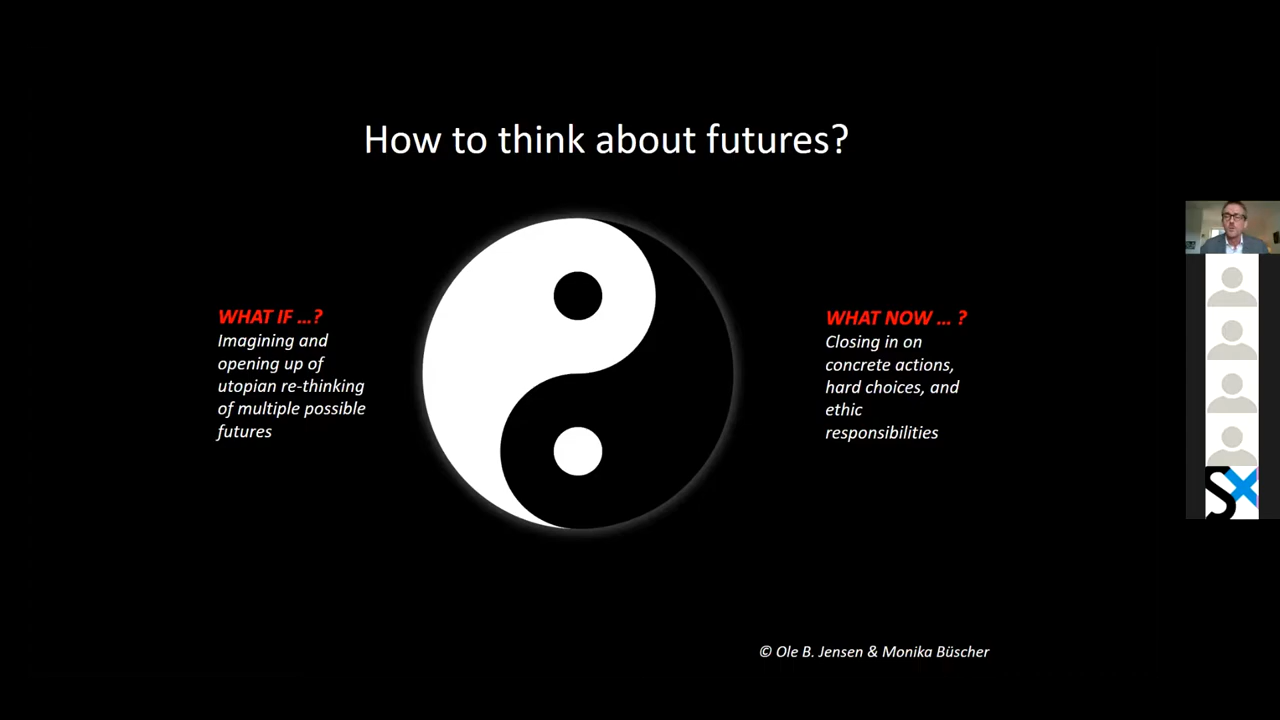 How to think about futures?
WHAT IF ...?
Imagining and
opening up of
utopian re-thinking
of multiple possible
futures
WHAT NOW ... ?
Closing in on
concrete actions,
hard choices, and
ethic
responsibilities
© Ole B. Jensen & Monika Büscher
SX